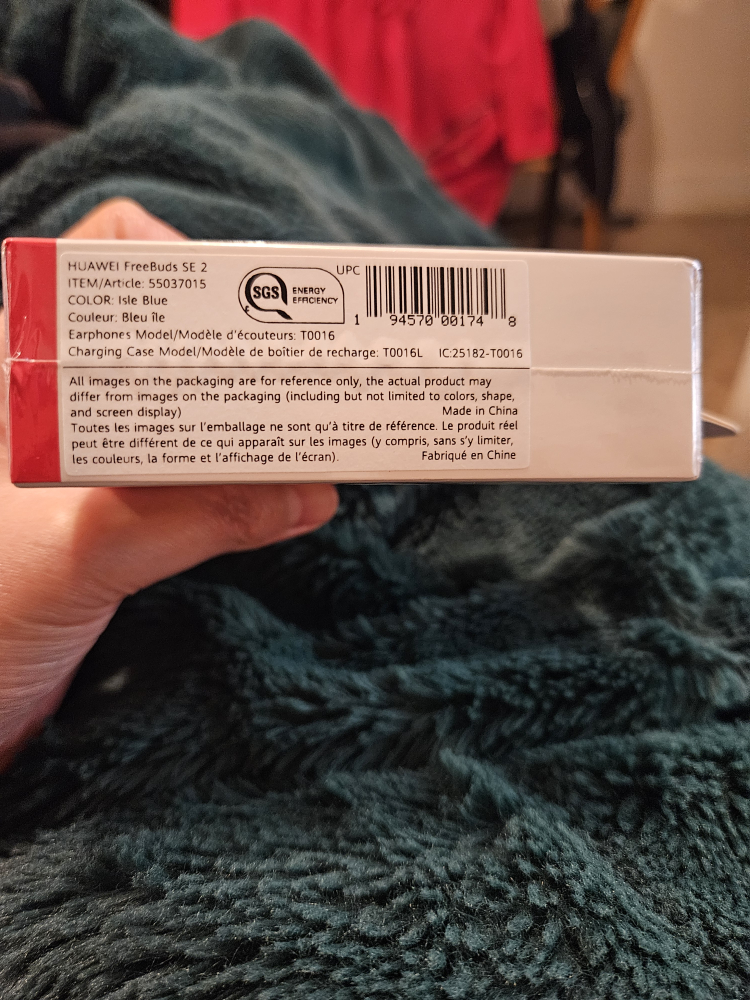 HUAWEI FreeBuds SE 2
ITEM/Article: 55037015
COLOR: Isle Blue
Couleur: Bleu île
SGS ENERGY
EFFICIENCY
c
UPC
1 94570 00174 8
Earphones Model/Modèle d'écouteurs: T0016
Charging Case Model/Modèle de boîtier de recharge: T0016L IC:25182-T0016
All images on the packaging are for reference only, the actual product may
differ from images on the packaging (including but not limited to colors, shape,
and screen display) Made in China
Toutes les images sur l'emballage ne sont qu'à titre de référence. Le produit réel
peut être différent de ce qui apparaît sur les images (y compris, sans s'y limiter,
les couleurs, la forme et l'affichage de l'écran). Fabriqué en Chine